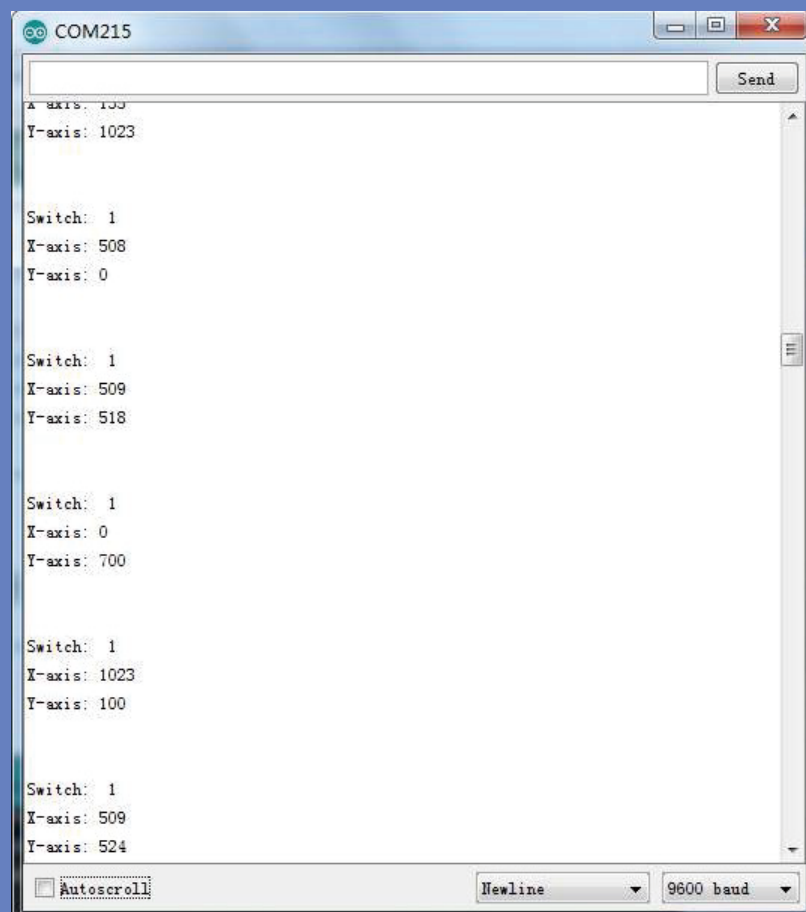 COM215
Send
X-axis: 155
Y-axis: 1023
Switch: 1
X-axis: 508
Y-axis: 0
Switch: 1
X-axis: 509
Y-axis: 518
Switch: 1
X-axis: 0
Y-axis: 700
Switch: 1
X-axis: 1023
Y-axis: 100
Switch: 1
X-axis: 509
Y-axis: 524
Autoscroll
Newline
9600 baud